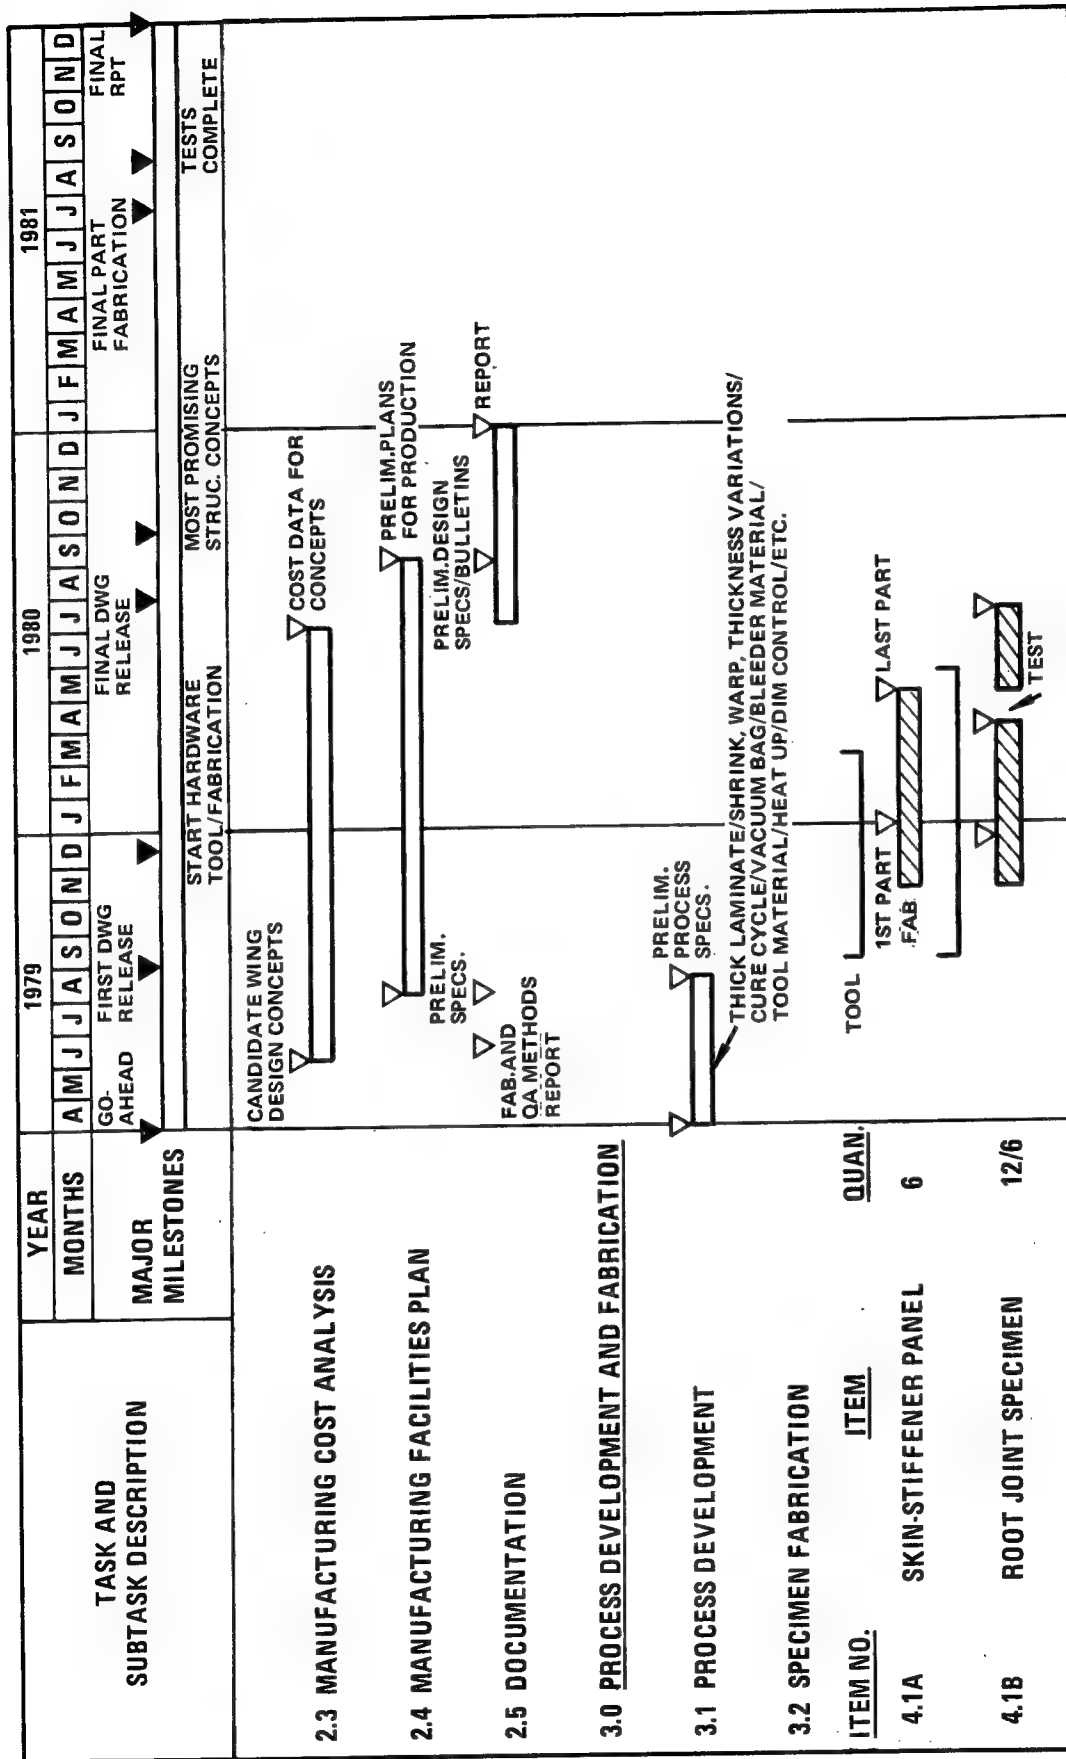 TASK AND
SUBTASK DESCRIPTION
YEAR
1979
1980
1981
MONTHS
A M J J A S O N D J F M A M J J A S O N D J F M A M J J A S O N D
MAJOR
MILESTONES
GO-
AHEAD
FIRST DWG
RELEASE
FINAL DWG
RELEASE
FINAL PART
FABRICATION
FINAL
RPT
START HARDWARE
TOOL/FABRICATION
MOST PROMISING
STRUC. CONCEPTS
TESTS
COMPLETE
2.3 MANUFACTURING COST ANALYSIS
CANDIDATE WING
DESIGN CONCEPTS
COST DATA FOR
CONCEPTS
2.4 MANUFACTURING FACILITIES PLAN
PRELIM.
SPECS.
PRELIM.PLANS
FOR PRODUCTION
2.5 DOCUMENTATION
FAB.AND
QA METHODS
REPORT
PRELIM.DESIGN
SPECS/BULLETINS
REPORT
3.0 PROCESS DEVELOPMENT AND FABRICATION
3.1 PROCESS DEVELOPMENT
PRELIM.
PROCESS
SPECS.
THICK LAMINATE/SHRINK, WARP, THICKNESS VARIATIONS/
CURE CYCLE/VACUUM BAG/BLEEDER MATERIAL/
TOOL MATERIAL/HEAT UP/DIM CONTROL/ETC.
3.2 SPECIMEN FABRICATION
ITEM NO.
ITEM
QUAN.
TOOL
4.1A
SKIN-STIFFENER PANEL
6
1ST PART
FAB
LAST PART
4.1B
ROOT JOINT SPECIMEN
12/6
TEST